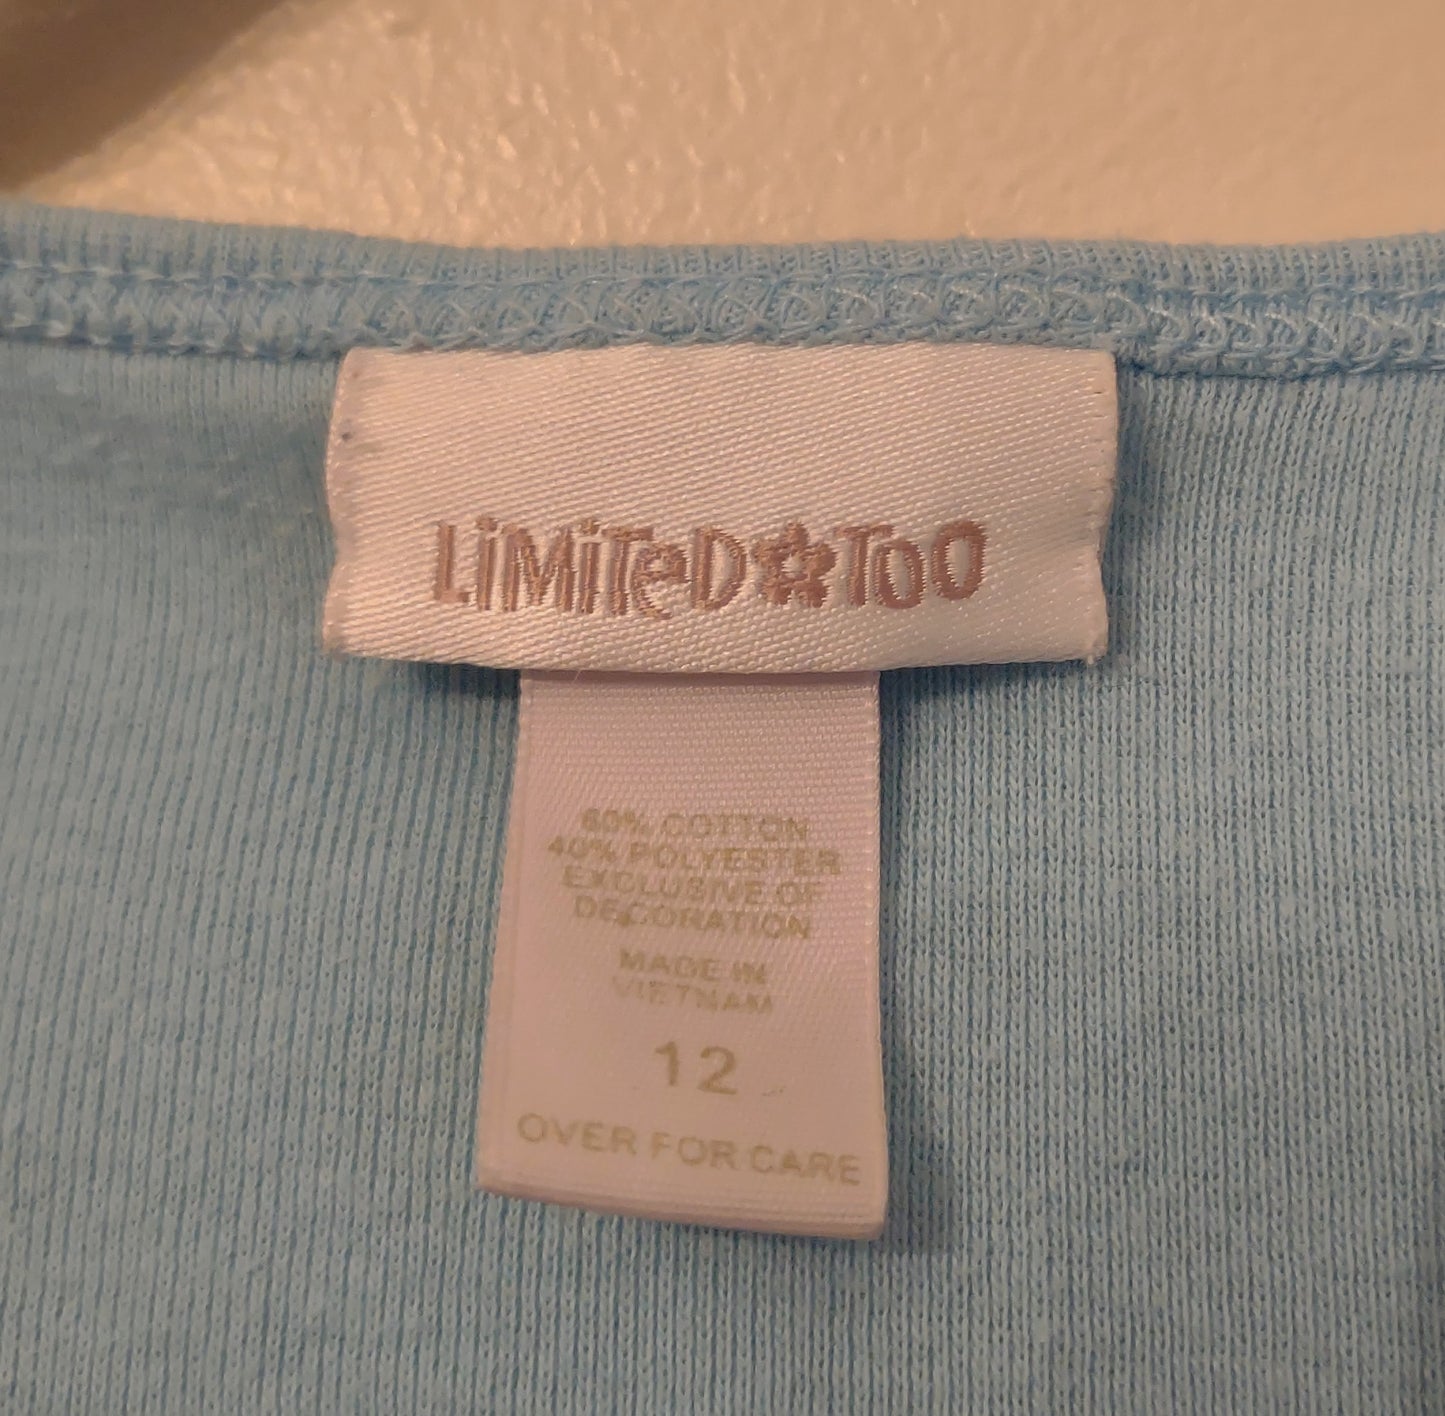 LiMiTeD TOO
60% COTTON
40% POLYESTER
EXCLUSIVE OF
DECORATION
MADE IN
VIETNAM
12
OVER FOR CARE